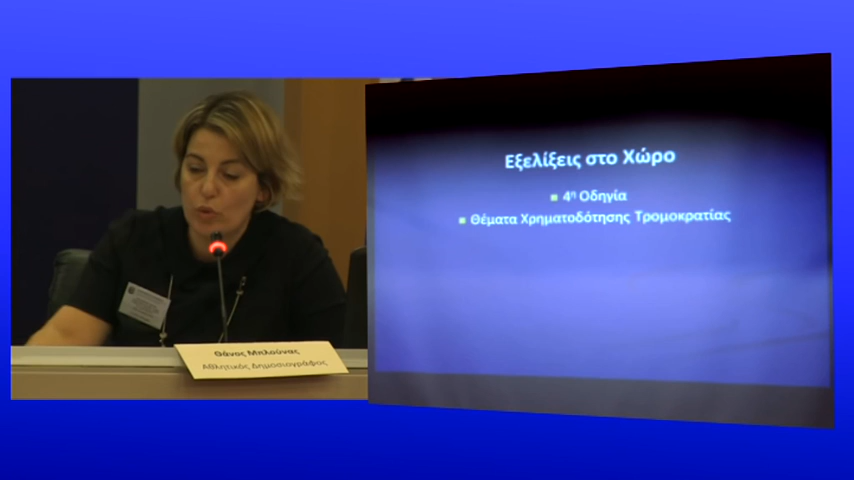 Εξελίξεις στο Χώρο
4η Οδηγία
Θέματα Χρηματοδότησης Τρομοκρατίας
Θάνος Μπλούνας
Αθλητικός Δημοσιογράφος